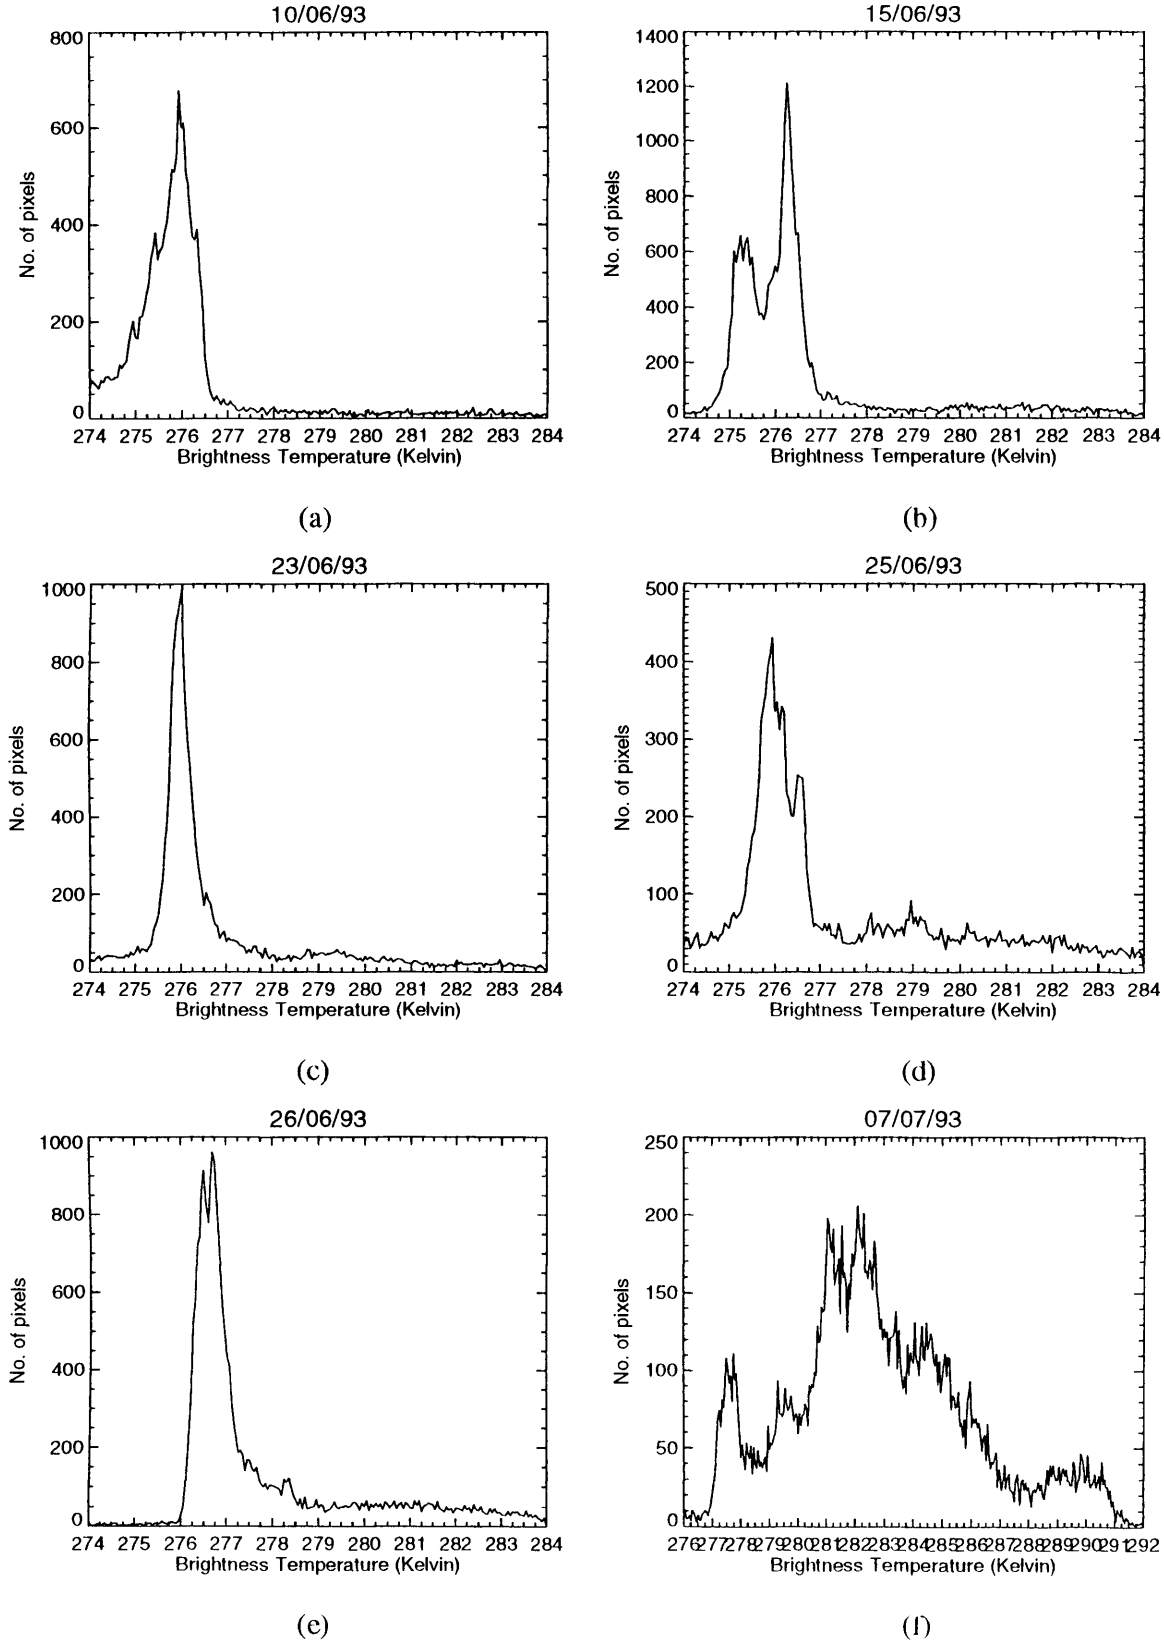 10/06/93
800
600
400
200
0
No. of pixels
274 275 276 277 278 279 280 281 282 283 284
Brightness Temperature (Kelvin)
(a)
15/06/93
1400
1200
1000
800
600
400
200
0
No. of pixels
274 275 276 277 278 279 280 281 282 283 284
Brightness Temperature (Kelvin)
(b)
23/06/93
1000
800
600
400
200
0
No. of pixels
274 275 276 277 278 279 280 281 282 283 284
Brightness Temperature (Kelvin)
(c)
25/06/93
500
400
300
200
100
0
No. of pixels
274 275 276 277 278 279 280 281 282 283 284
Brightness Temperature (Kelvin)
(d)
26/06/93
1000
800
600
400
200
0
No. of pixels
274 275 276 277 278 279 280 281 282 283 284
Brightness Temperature (Kelvin)
(e)
07/07/93
250
200
150
100
50
0
No. of pixels
276 277 278 279 280 281 282 283 284 285 286 287 288 289 290 291 292
Brightness Temperature (Kelvin)
(f)